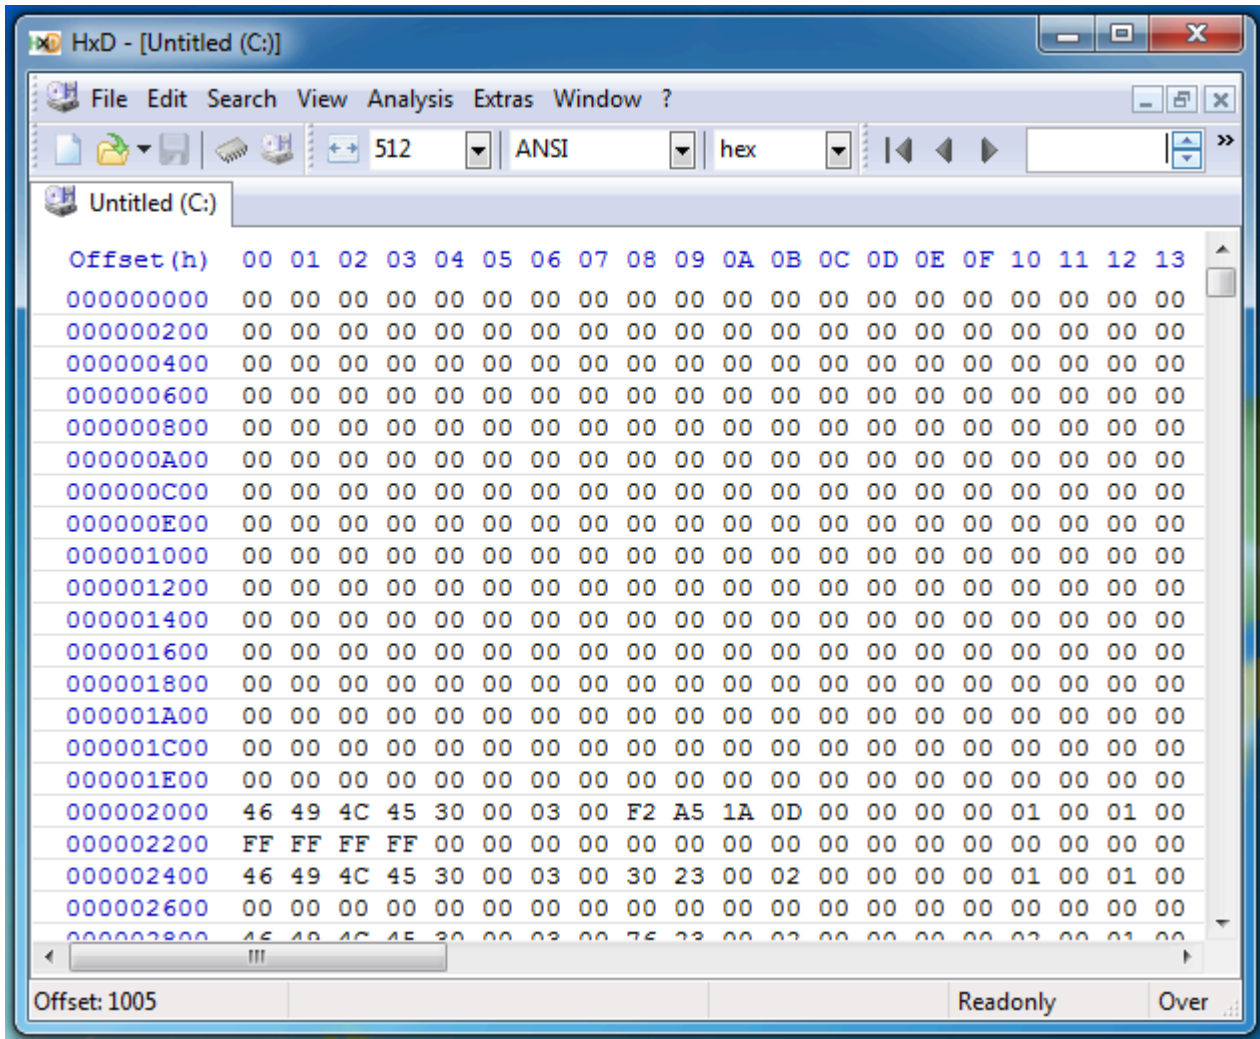 HxD - [Untitled (C:)]
File Edit Search View Analysis Extras Window ?
512 ANSI hex
Untitled (C:)
Offset(h) 00 01 02 03 04 05 06 07 08 09 0A 0B 0C 0D 0E 0F 10 11 12 13
000000000 00 00 00 00 00 00 00 00 00 00 00 00 00 00 00 00 00 00 00 00
000000200 00 00 00 00 00 00 00 00 00 00 00 00 00 00 00 00 00 00 00 00
000000400 00 00 00 00 00 00 00 00 00 00 00 00 00 00 00 00 00 00 00 00
000000600 00 00 00 00 00 00 00 00 00 00 00 00 00 00 00 00 00 00 00 00
000000800 00 00 00 00 00 00 00 00 00 00 00 00 00 00 00 00 00 00 00 00
000000A00 00 00 00 00 00 00 00 00 00 00 00 00 00 00 00 00 00 00 00 00
000000C00 00 00 00 00 00 00 00 00 00 00 00 00 00 00 00 00 00 00 00 00
000000E00 00 00 00 00 00 00 00 00 00 00 00 00 00 00 00 00 00 00 00 00
000001000 00 00 00 00 00 00 00 00 00 00 00 00 00 00 00 00 00 00 00 00
000001200 00 00 00 00 00 00 00 00 00 00 00 00 00 00 00 00 00 00 00 00
000001400 00 00 00 00 00 00 00 00 00 00 00 00 00 00 00 00 00 00 00 00
000001600 00 00 00 00 00 00 00 00 00 00 00 00 00 00 00 00 00 00 00 00
000001800 00 00 00 00 00 00 00 00 00 00 00 00 00 00 00 00 00 00 00 00
000001A00 00 00 00 00 00 00 00 00 00 00 00 00 00 00 00 00 00 00 00 00
000001C00 00 00 00 00 00 00 00 00 00 00 00 00 00 00 00 00 00 00 00 00
000001E00 00 00 00 00 00 00 00 00 00 00 00 00 00 00 00 00 00 00 00 00
000002000 46 49 4C 45 30 00 03 00 F2 A5 1A 0D 00 00 00 00 01 00 01 00
000002200 FF FF FF FF 00 00 00 00 00 00 00 00 00 00 00 00 00 00 00 00
000002400 46 49 4C 45 30 00 03 00 30 23 00 02 00 00 00 00 01 00 01 00
000002600 00 00 00 00 00 00 00 00 00 00 00 00 00 00 00 00 00 00 00 00
000002800 46 49 4C 45 30 00 03 00 76 23 00 02 00 00 00 00 02 00 01 00
Offset: 1005 Readonly Over